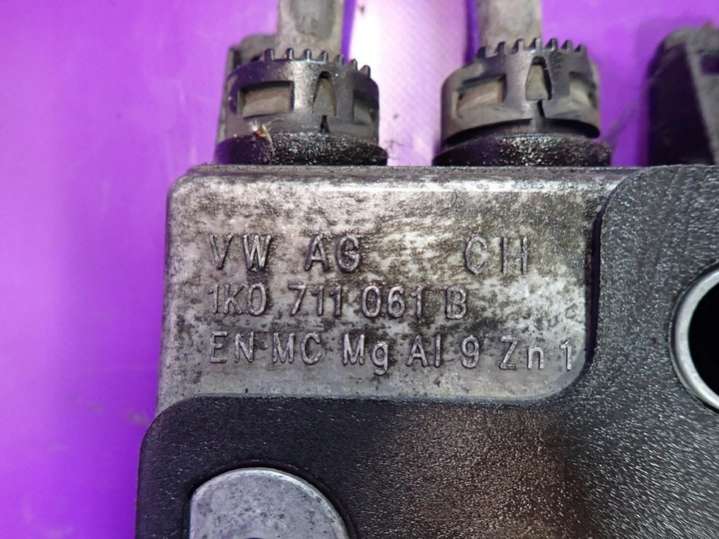 VW AG CH
1K0 711 061 B
EN-MC Mg Al 9 Zn 1